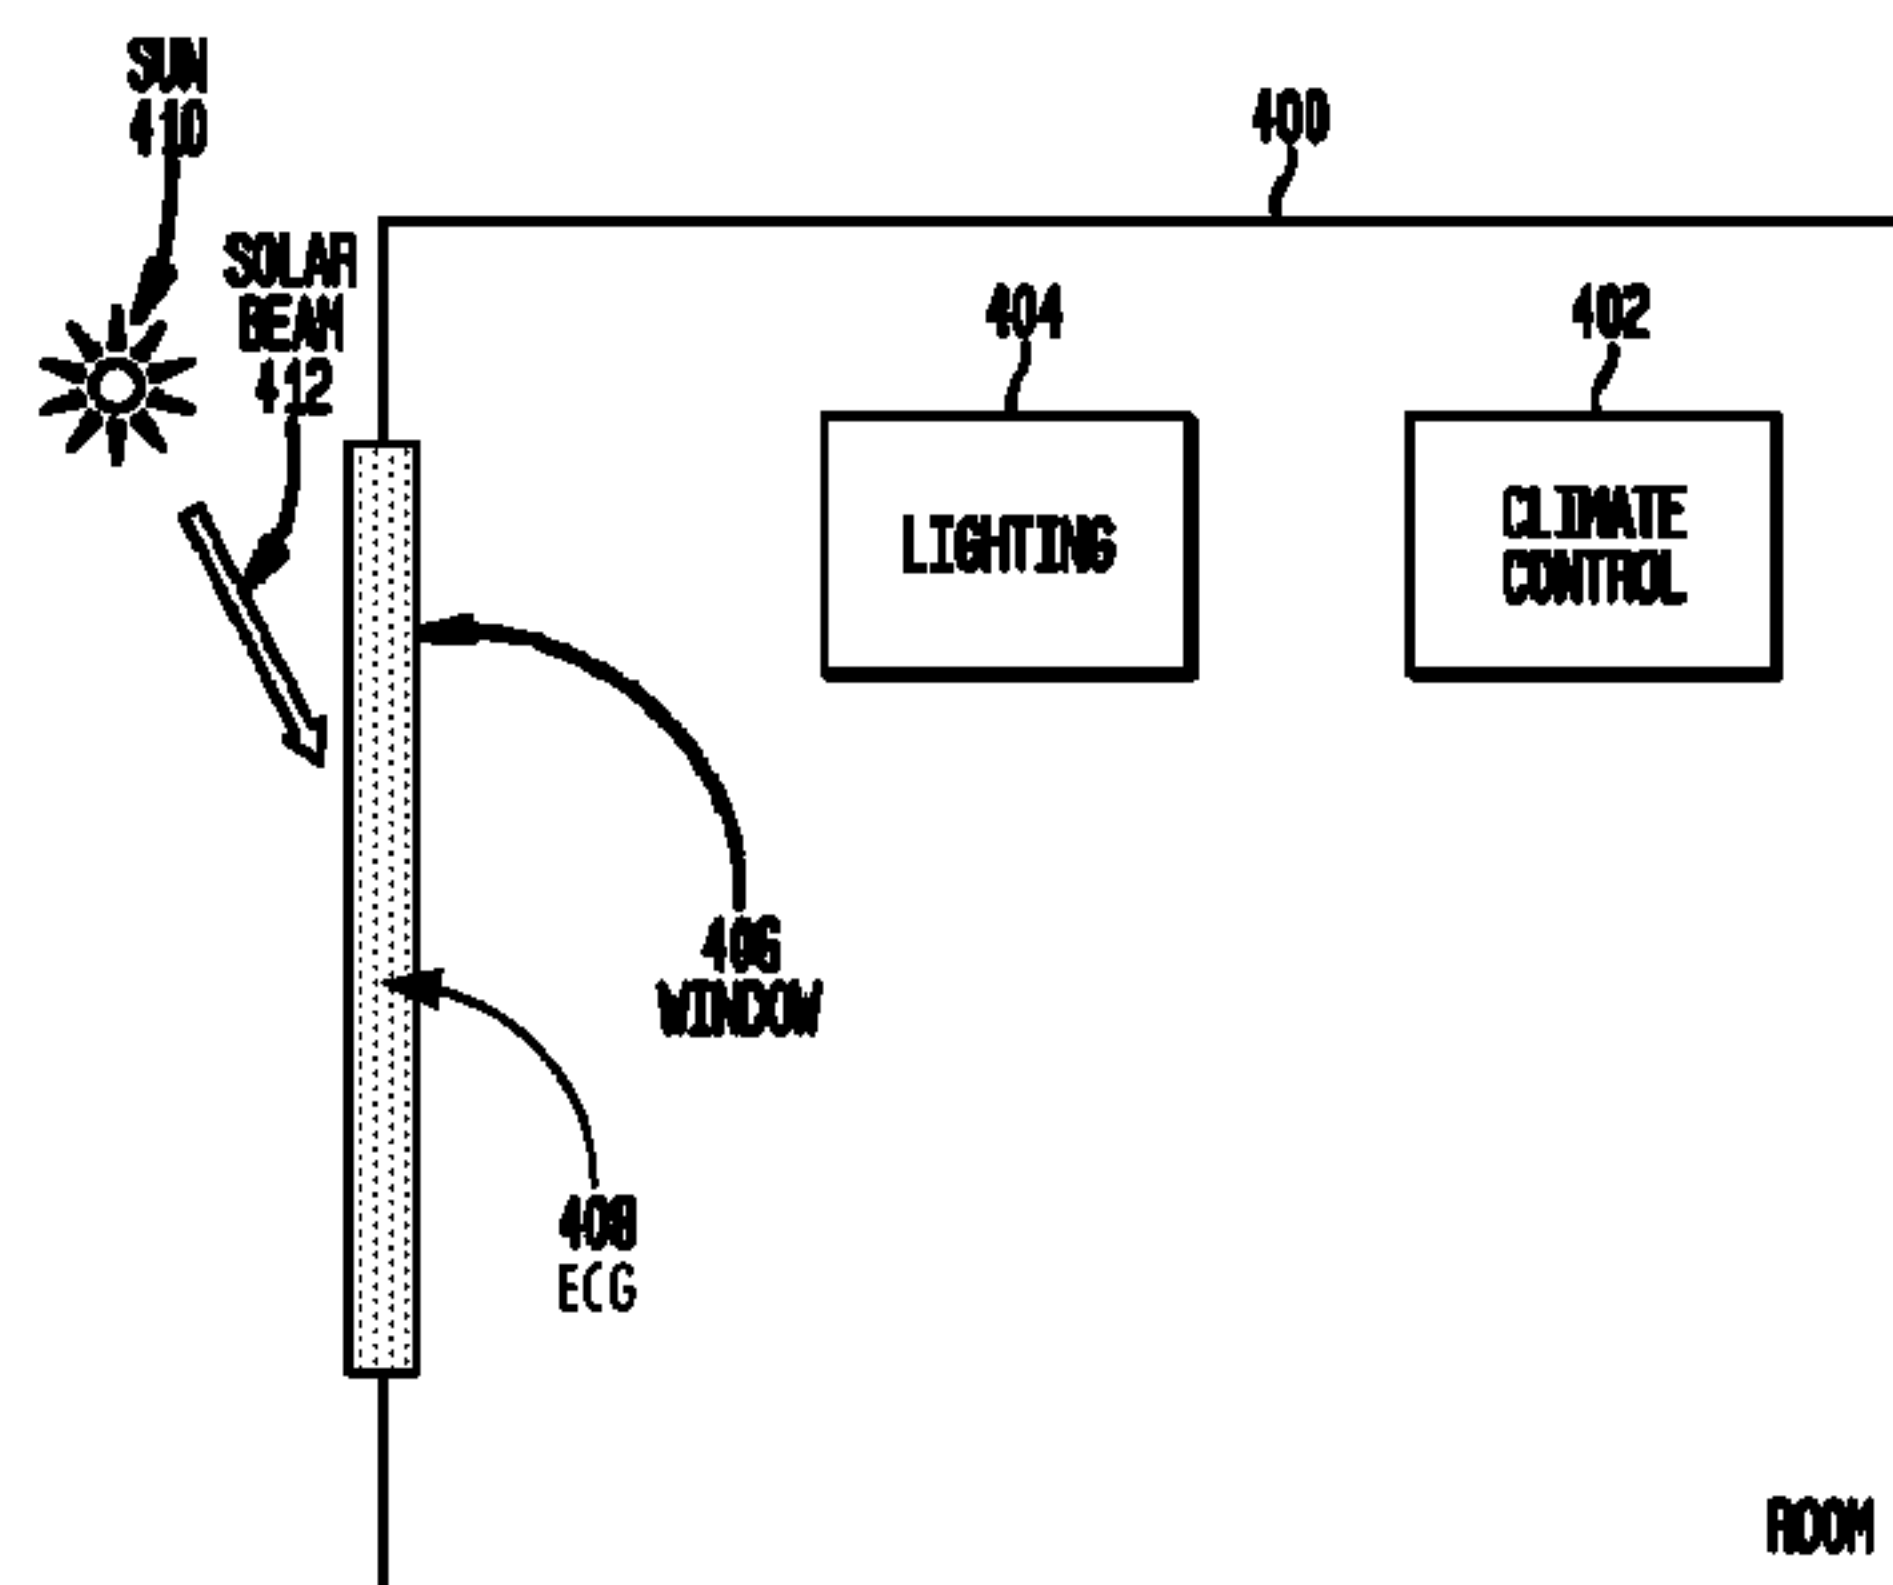 SUN
410
400
SOLAR
BEAM
412
404
402
LIGHTING
CLIMATE
CONTROL
406
WINDOW
408
ECG
ROOM